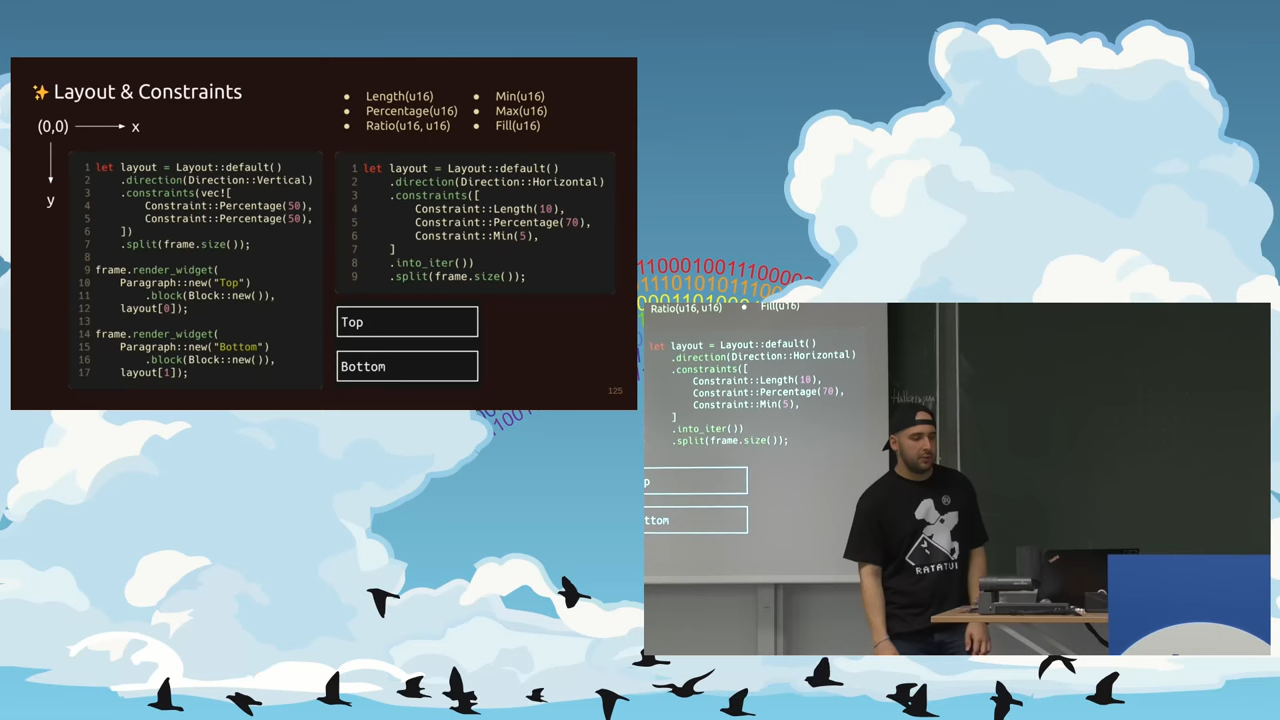 ✨ Layout & Constraints
(0,0) x
y
● Length(u16)
● Percentage(u16)
● Ratio(u16, u16)
● Min(u16)
● Max(u16)
● Fill(u16)
1 let layout = Layout::default()
2 .direction(Direction::Vertical)
3 .constraints(vec![
4 Constraint::Percentage(50),
5 Constraint::Percentage(50),
6 ])
7 .split(frame.size());
8
9 frame.render_widget(
10 Paragraph::new("Top")
11 .block(Block::new()),
12 layout[0]);
13
14 frame.render_widget(
15 Paragraph::new("Bottom")
16 .block(Block::new()),
17 layout[1]);
1 let layout = Layout::default()
2 .direction(Direction::Horizontal)
3 .constraints([
4 Constraint::Length(10),
5 Constraint::Percentage(70),
6 Constraint::Min(5),
7 ]
8 .into_iter())
9 .split(frame.size());
Top
Bottom
125
11000100111000
110101011100
Ratio(u16, u16) ● Fill(u16)
let layout = Layout::default()
.direction(Direction::Horizontal)
.constraints([
Constraint::Length(10),
Constraint::Percentage(70),
Constraint::Min(5),
]
.into_iter())
.split(frame.size());
p
ttom
RATATUI